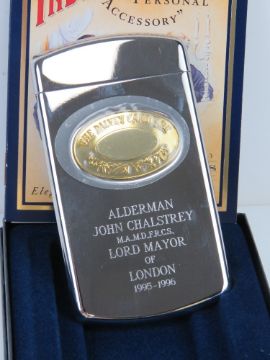 PERSONAL
ACCESSORY"
ALDERMAN
JOHN CHALSTREY
M.A.M.D.F.R.C.S.
LORD MAYOR
OF
LONDON
1995-1996